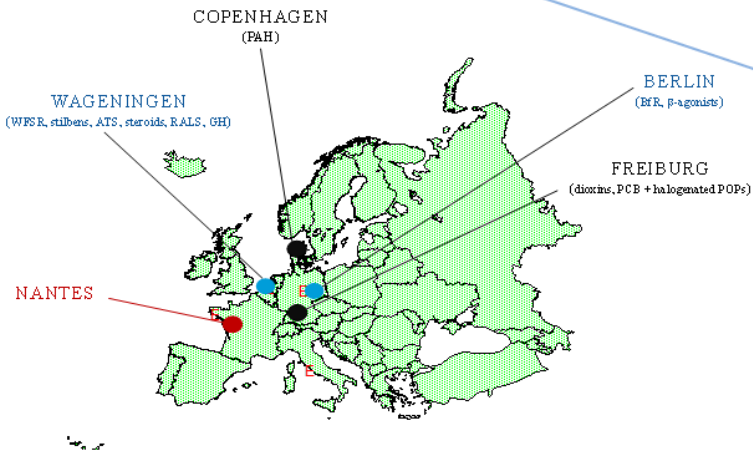 COPENHAGEN
(PAH)
WAGENINGEN
(WFSR, stilbens, ATS, steroids, RALS, GH)
BERLIN
(BfR, β-agonists)
FREIBURG
(dioxins, PCB + halogenated POPs)
NANTES
E
E
E